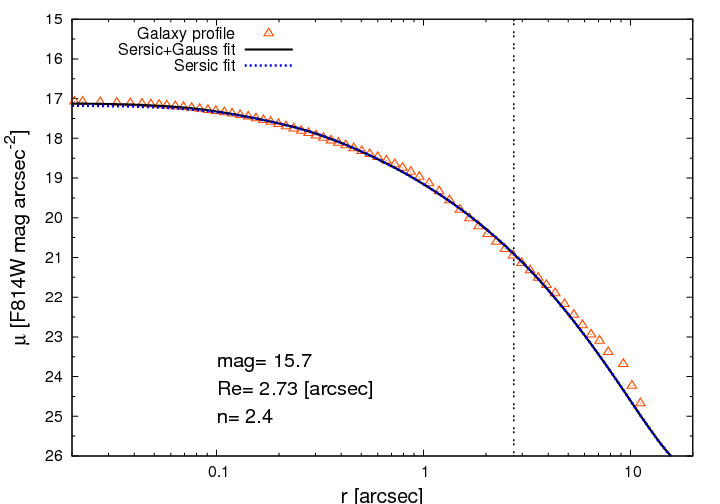 Galaxy profile
Sersic+Gauss fit
Sersic fit
15
16
17
18
19
20
21
22
23
24
25
26
μ [F814W mag arcsec⁻²]
mag= 15.7
Re= 2.73 [arcsec]
n= 2.4
0.1 1 10
r [arcsec]